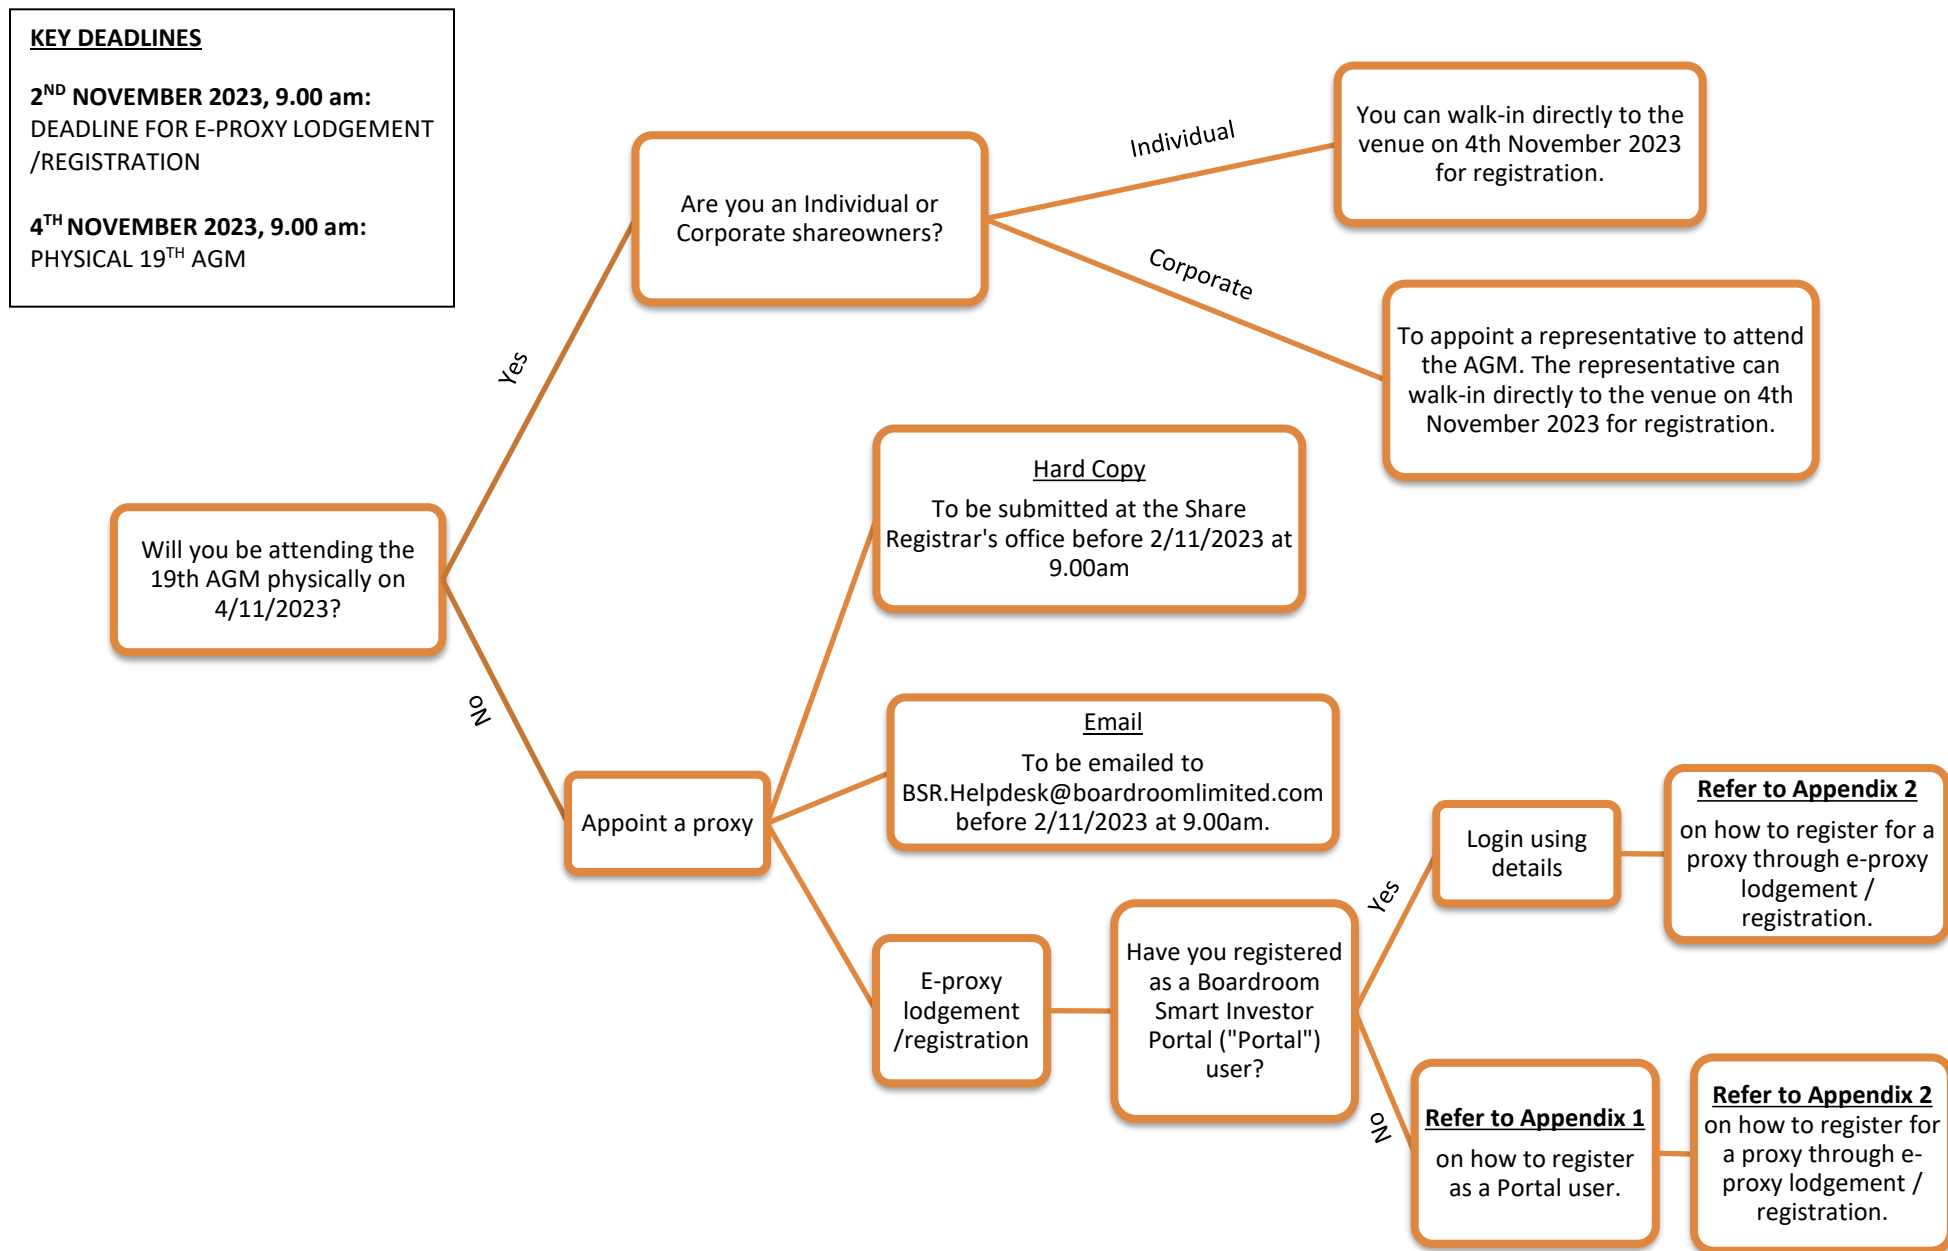 KEY DEADLINES
2ND NOVEMBER 2023, 9.00 am:
DEADLINE FOR E-PROXY LODGEMENT
/REGISTRATION
4TH NOVEMBER 2023, 9.00 am:
PHYSICAL 19TH AGM
Will you be attending the
19th AGM physically on
4/11/2023?
Yes
Are you an Individual or
Corporate shareowners?
Individual
You can walk-in directly to the
venue on 4th November 2023
for registration.
Corporate
To appoint a representative to attend
the AGM. The representative can
walk-in directly to the venue on 4th
November 2023 for registration.
No
Appoint a proxy
Hard Copy
To be submitted at the Share
Registrar's office before 2/11/2023 at
9.00am
Email
To be emailed to
BSR.Helpdesk@boardroomlimited.com
before 2/11/2023 at 9.00am.
E-proxy
lodgement
/registration
Have you registered
as a Boardroom
Smart Investor
Portal ("Portal")
user?
Yes
Login using
details
Refer to Appendix 2
on how to register for a
proxy through e-proxy
lodgement /
registration.
No
Refer to Appendix 1
on how to register
as a Portal user.
Refer to Appendix 2
on how to register for
a proxy through e-
proxy lodgement /
registration.